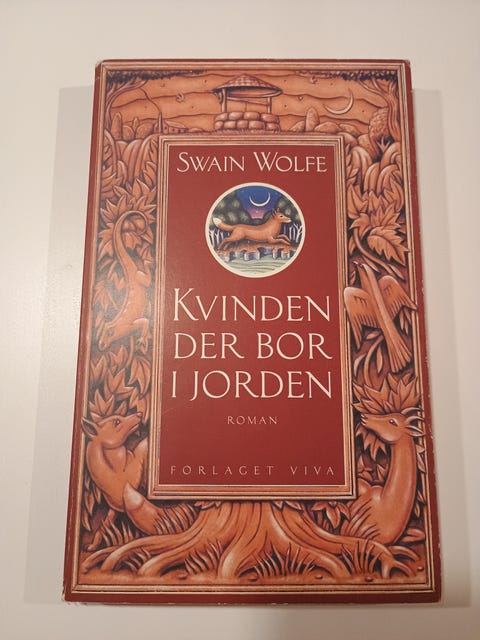 SWAIN WOLFE
KVINDEN
DER BOR
I JORDEN
ROMAN
FORLAGET VIVA